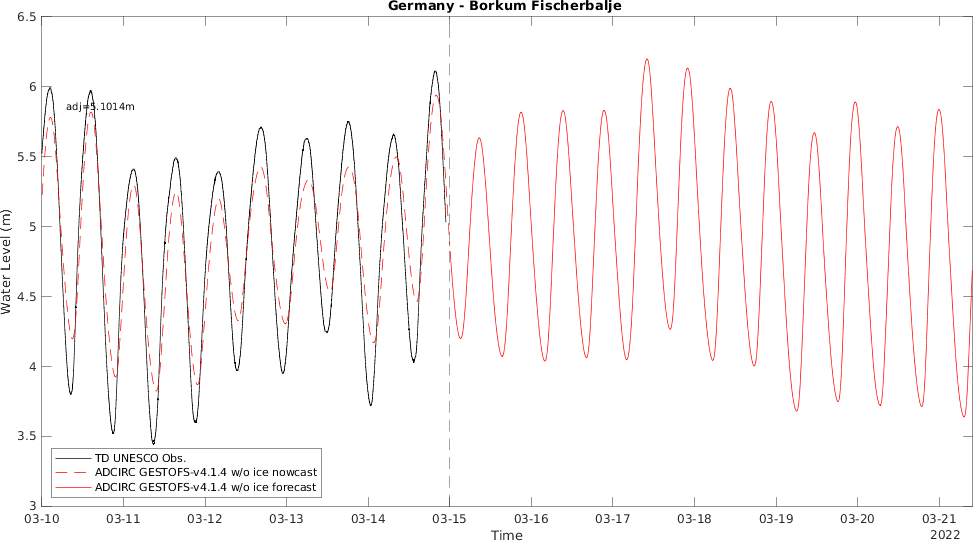 Germany - Borkum Fischerbalje
6.5
6
5.5
5
4.5
4
3.5
3
Water Level (m)
adj=5.1014m
TD UNESCO Obs.
ADCIRC GESTOFS-v4.1.4 w/o ice nowcast
ADCIRC GESTOFS-v4.1.4 w/o ice forecast
03-10 03-11 03-12 03-13 03-14 03-15 03-16 03-17 03-18 03-19 03-20 03-21
Time
2022